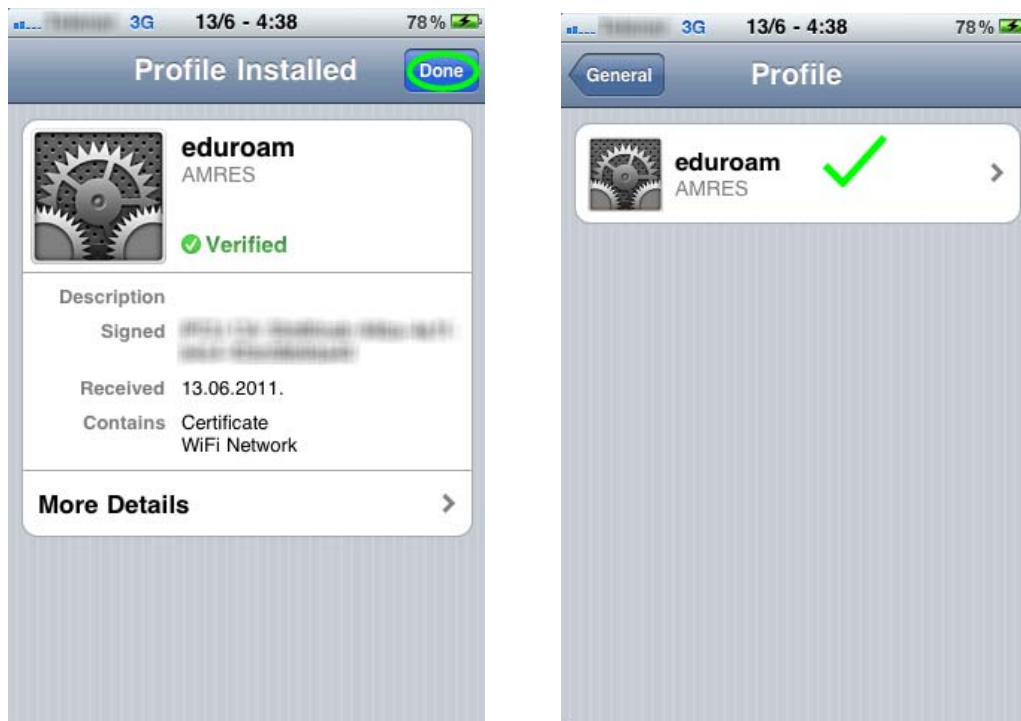 3G 13/6 - 4:38 78%
Profile Installed Done
eduroam
AMRES
Verified
Description
Signed
Received 13.06.2011.
Contains Certificate
WiFi Network
More Details
3G 13/6 - 4:38 78%
General Profile
eduroam
AMRES